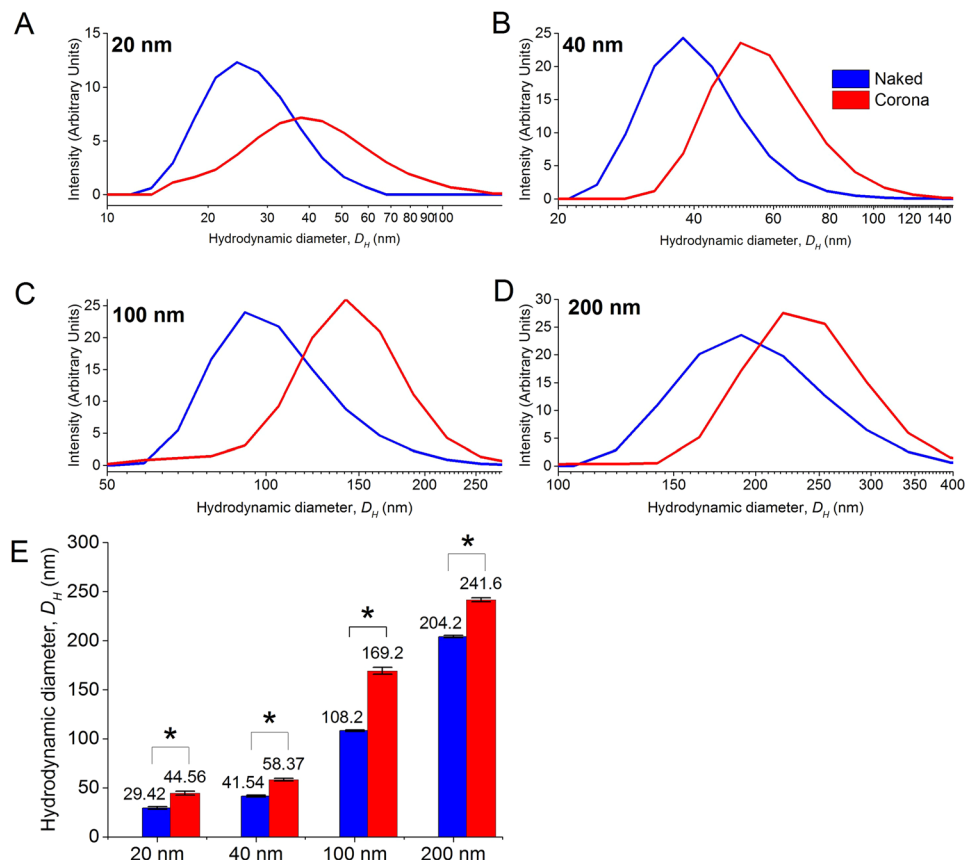 A
20 nm
Intensity (Arbitrary Units)
15
10
5
0
10 20 30 40 50 60 70 80 90 100
Hydrodynamic diameter, D_H (nm)
B
40 nm
Intensity (Arbitrary Units)
25
20
15
10
5
0
20 40 60 80 100 120 140
Hydrodynamic diameter, D_H (nm)
Naked
Corona
C
100 nm
Intensity (Arbitrary Units)
25
20
15
10
5
0
50 100 150 200 250
Hydrodynamic diameter, D_H (nm)
D
200 nm
Intensity (Arbitrary Units)
30
25
20
15
10
5
0
100 150 200 250 300 350 400
Hydrodynamic diameter, D_H (nm)
E
Hydrodynamic diameter, D_H (nm)
300
250
200
150
100
50
0
* * * *
29.42 44.56 41.54 58.37 108.2 169.2 204.2 241.6
20 nm 40 nm 100 nm 200 nm